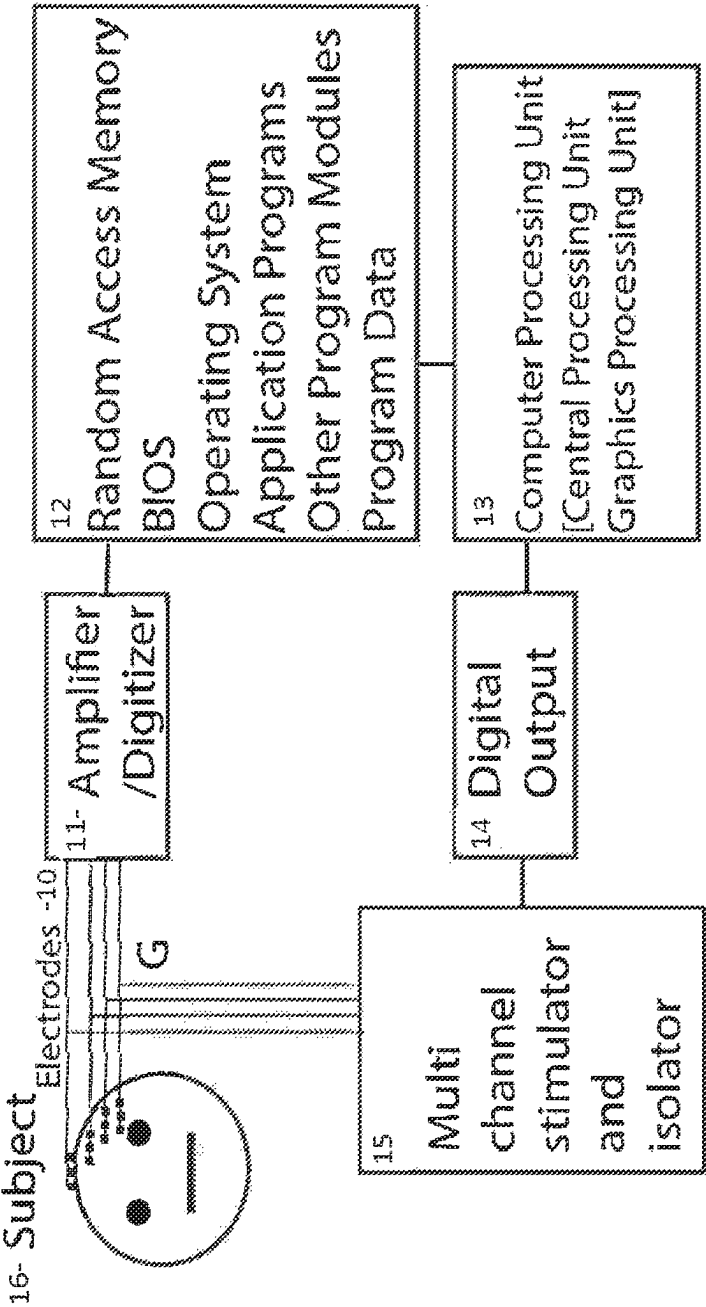 16- Subject
Electrodes -10
G
11- Amplifier
/Digitizer
12
Random Access Memory
BIOS
Operating System
Application Programs
Other Program Modules
Program Data
13
Computer Processing Unit
[Central Processing Unit
Graphics Processing Unit]
14 Digital
Output
15
Multi
channel
stimulator
and
isolator